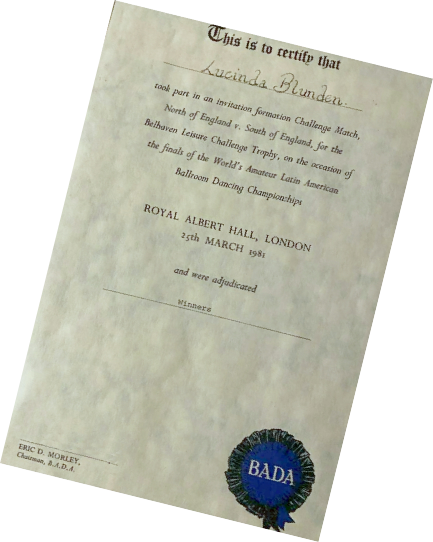 This is to certify that
Lucinda Blundon.
took part in an invitation formation Challenge Match,
North of England v. South of England, for the
Belhaven Leisure Challenge Trophy, on the occasion of
the finals of the World's Amateur Latin American
Ballroom Dancing Championships
ROYAL ALBERT HALL, LONDON
25th MARCH 1981
and were adjudicated
Winners
ERIC D. MORLEY,
Chairman, B.A.D.A.
BADA